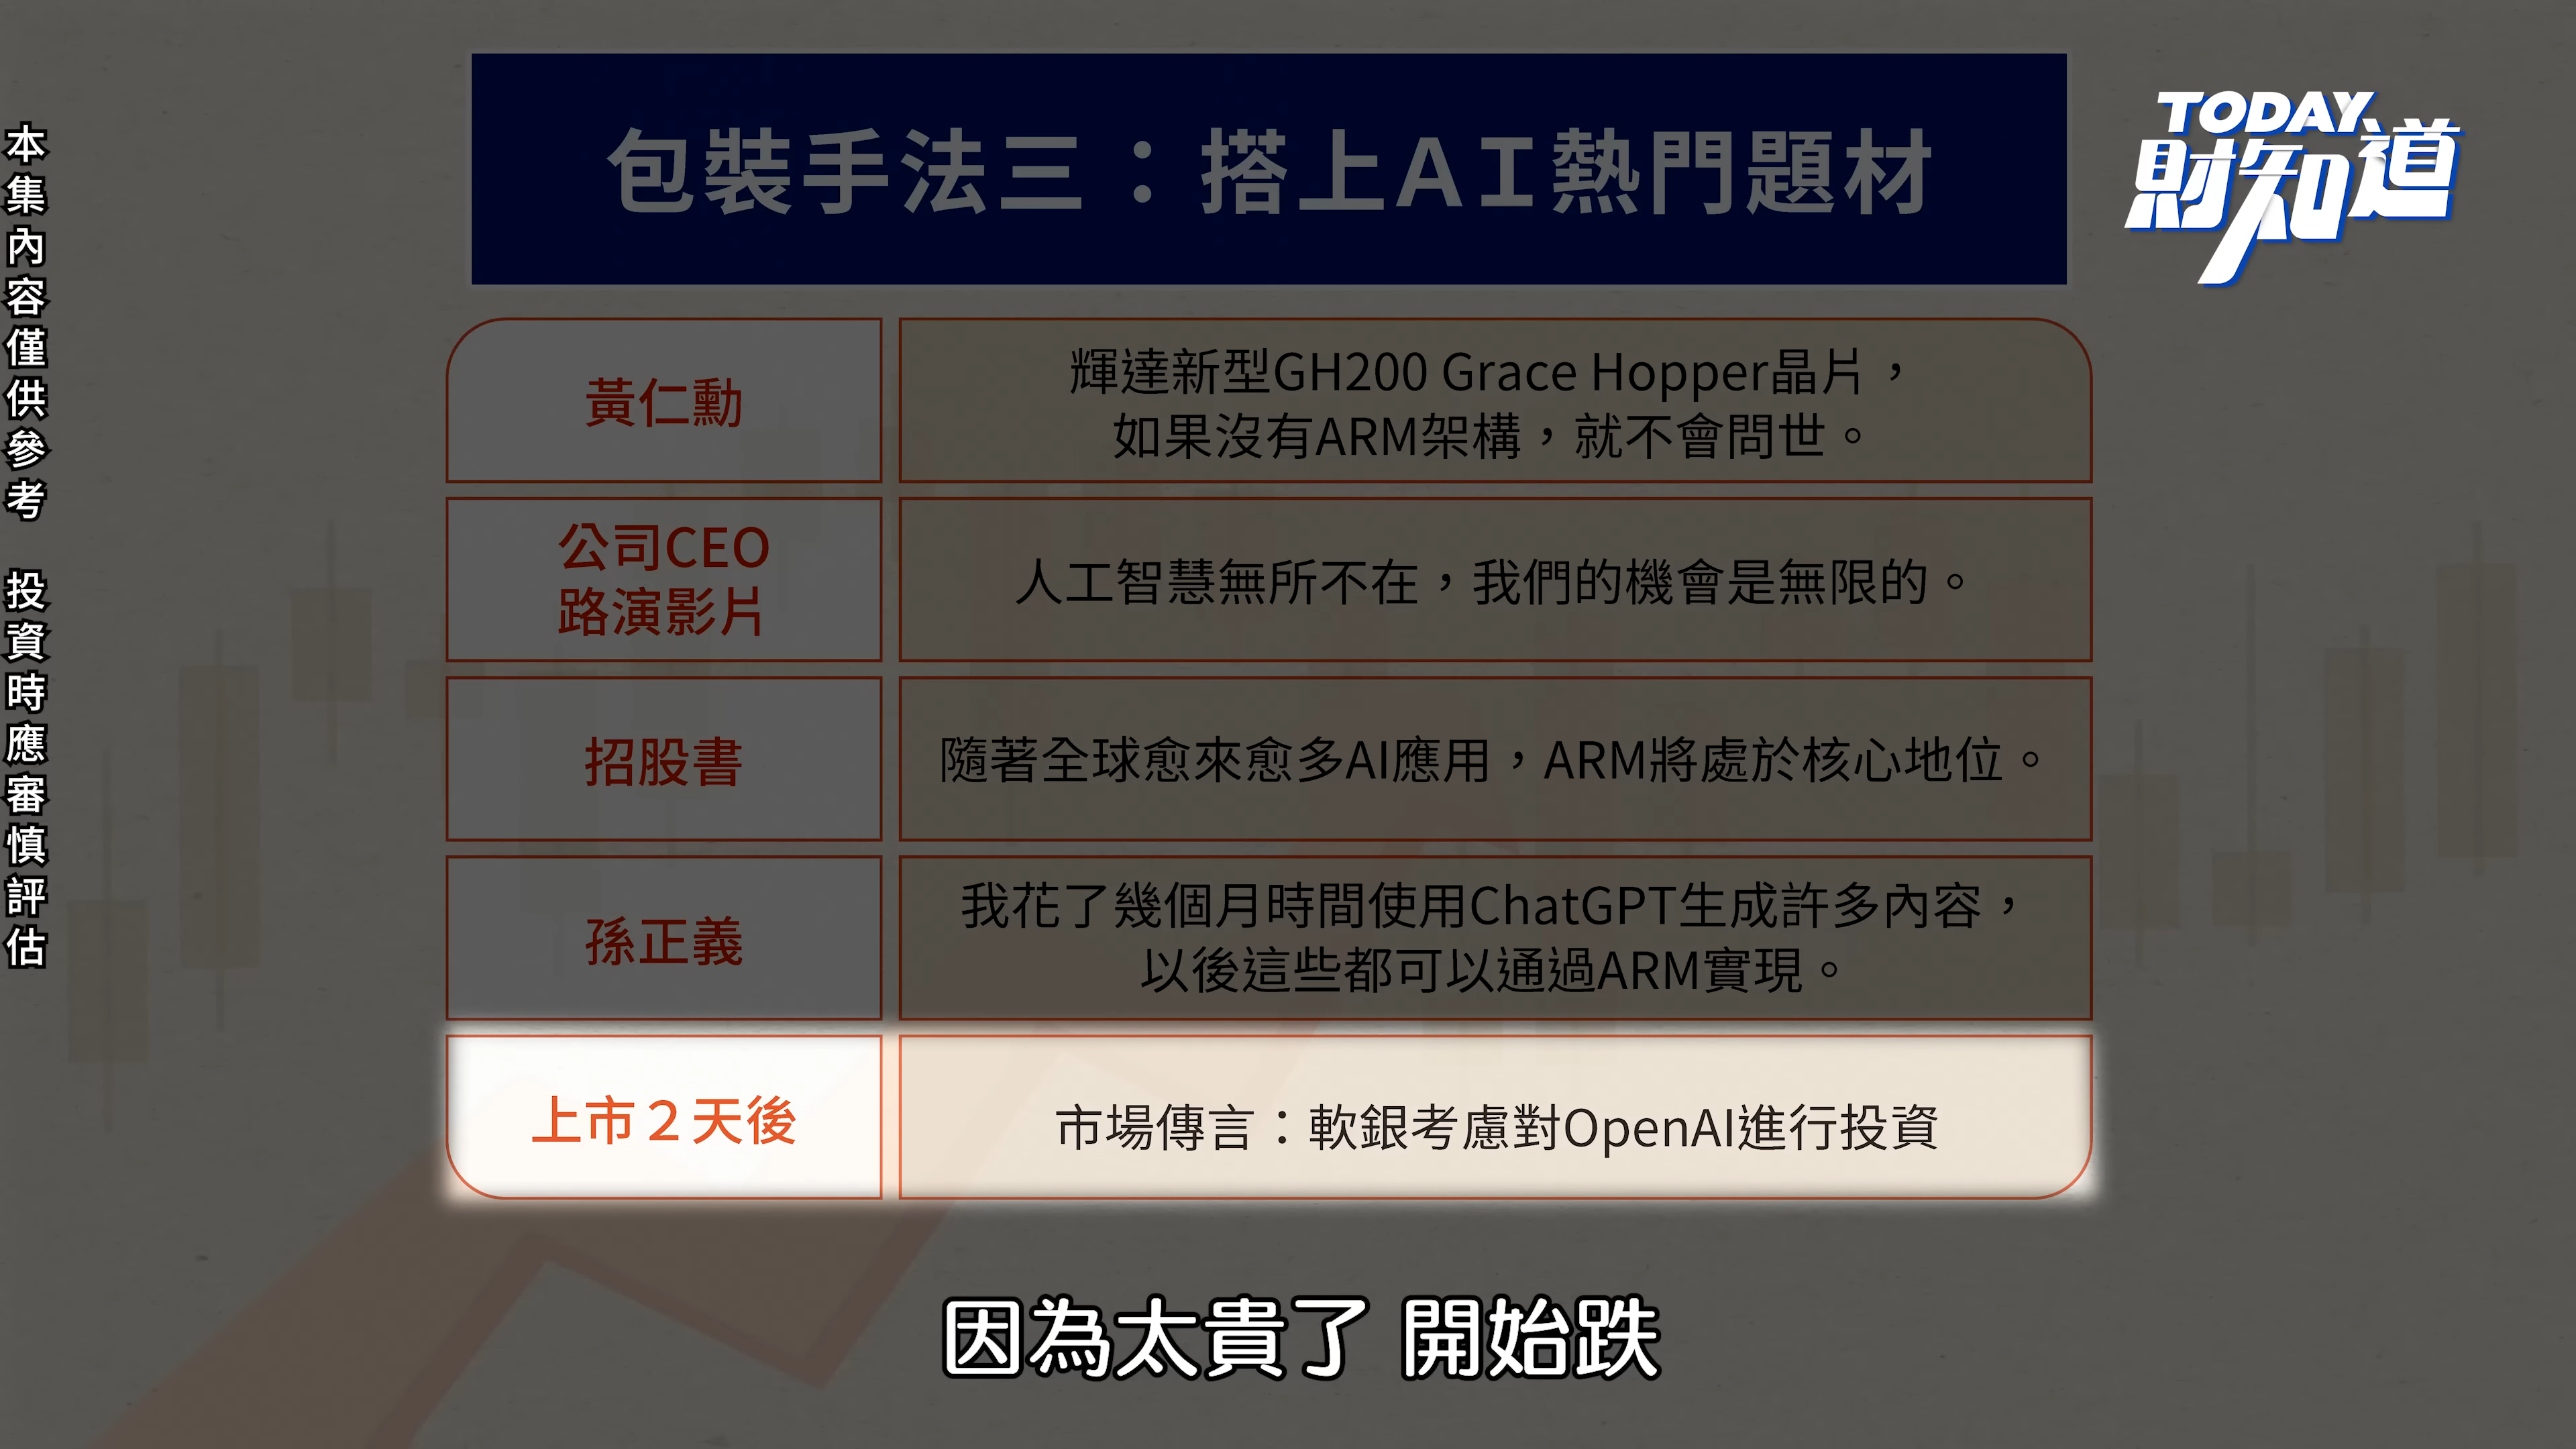 包裝手法三：搭上AI熱門題材
TODAY
財知道
本集內容僅供參考 投資時應審慎評估
黃仁勳
輝達新型GH200 Grace Hopper晶片，
如果沒有ARM架構，就不會問世。
公司CEO
路演影片
人工智慧無所不在，我們的機會是無限的。
招股書
隨著全球愈來愈多AI應用，ARM將處於核心地位。
孫正義
我花了幾個月時間使用ChatGPT生成許多內容，
以後這些都可以通過ARM實現。
上市２天後
市場傳言：軟銀考慮對OpenAI進行投資
因為太貴了 開始跌